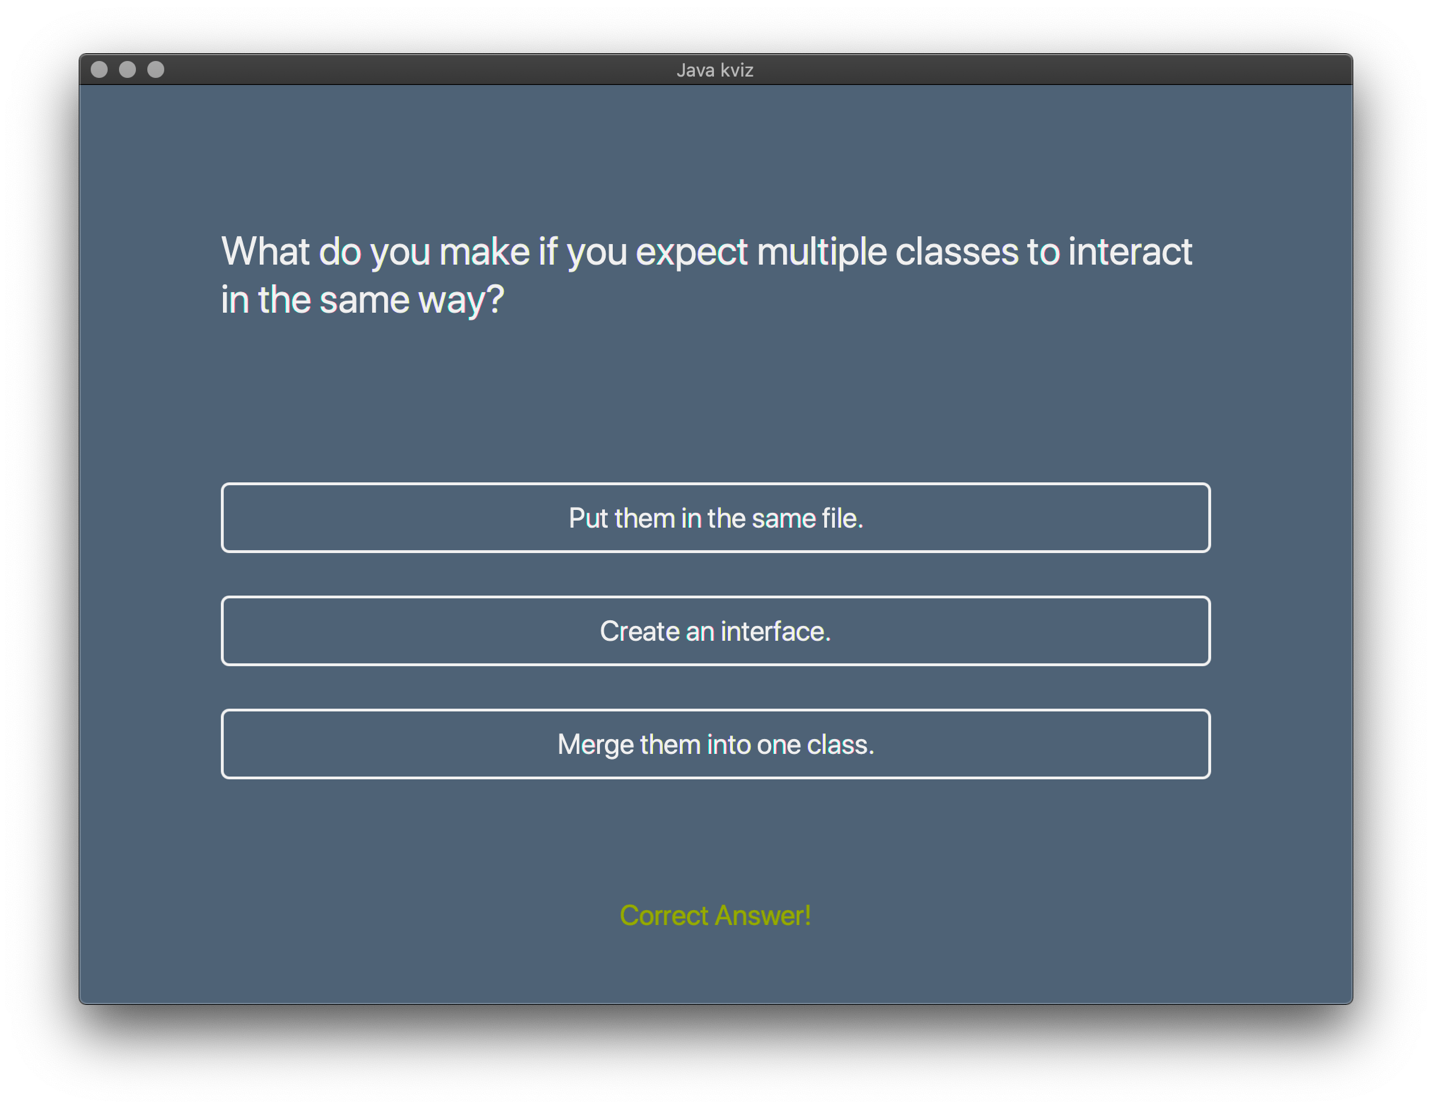 Java kviz
What do you make if you expect multiple classes to interact
in the same way?
Put them in the same file.
Create an interface.
Merge them into one class.
Correct Answer!